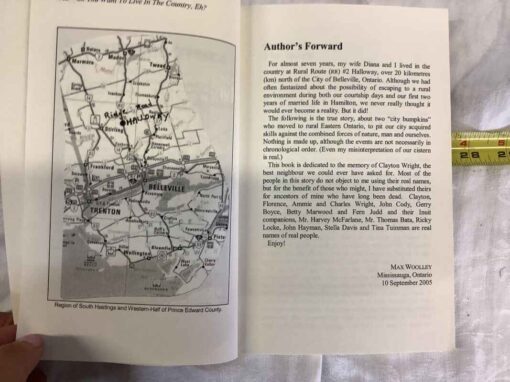 To Live In The Country, Eh?
Marmora
Madoc
Tweed
Ridge Road
HALLOWAY
Stirling
Frankford
BELLEVILLE
TRENTON
Bloomfield
Wellington
Picton
Region of South Hastings and Western-Half of Prince Edward County.
Author's Forward
For almost seven years, my wife Diana and I lived in the
country at Rural Route (RR) #2 Halloway, over 20 kilometres
(km) north of the City of Belleville, Ontario. Although we had
often fantasized about the possibility of escaping to a rural
environment during both our courtship days and our first two
years of married life in Hamilton, we never really thought it
would ever become a reality. But it did!
The following is the true story, about two "city bumpkins"
who moved to rural Eastern Ontario, to pit our city acquired
skills against the combined forces of nature, man and ourselves.
Nothing is made up, although the events are not necessarily in
chronological order. (Even my misinterpretation of our cistern
is real.)
This book is dedicated to the memory of Clayton Wright, the
best neighbour we could ever have asked for. Most of the
people in this story do not object to me using their real names,
but for the benefit of those who might, I have substituted theirs
for ancestors of mine who have long been dead. Clayton,
Florence, Ammie and Charles Wright, John Cody, Gerry
Boyce, Betty Marwood and Fern Judd and their Inuit
companions, Mr. Harvey McFarlane, Mr. Thomas Bata, Ricky
Locke, John Hayman, Stella Davis and Tina Tuinman are real
names of real people.
Enjoy!
MAX WOOLLEY
Mississauga, Ontario
10 September 2005
4 5
28 29